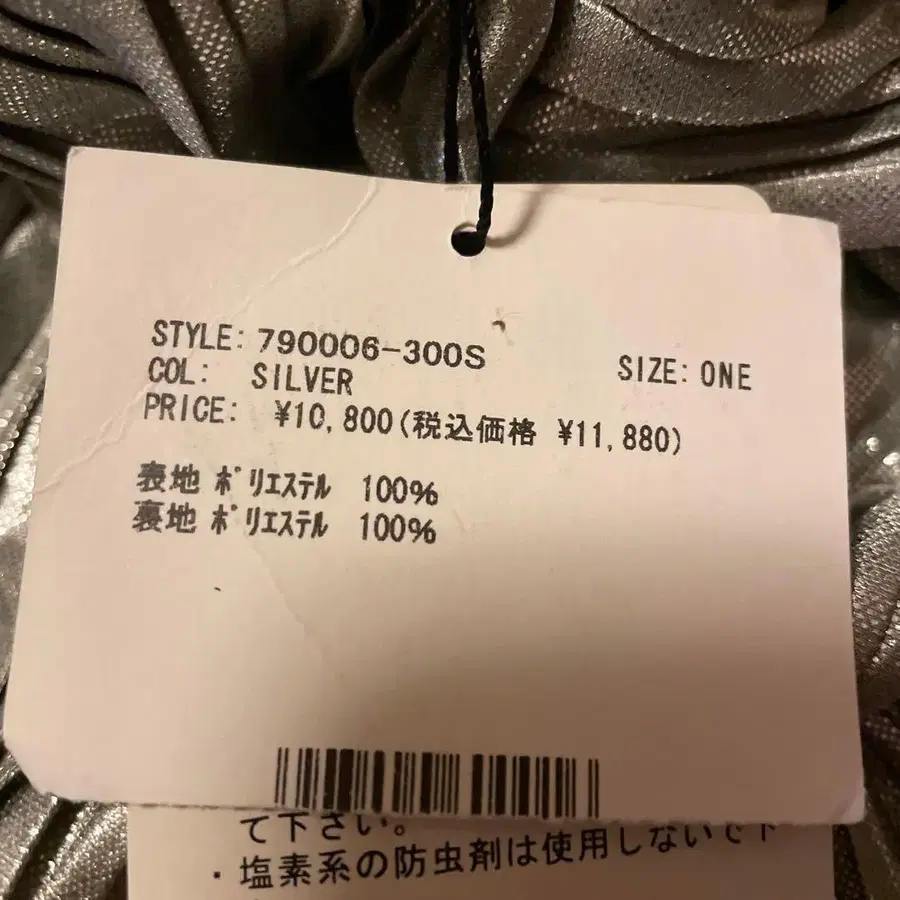 STYLE: 790006-300S SIZE: ONE
COL: SILVER
PRICE: ¥10,800(税込価格 ¥11,880)
表地 ポリエステル 100%
裏地 ポリエステル 100%
て下さい。
・塩素系の防虫剤は使用しないで下